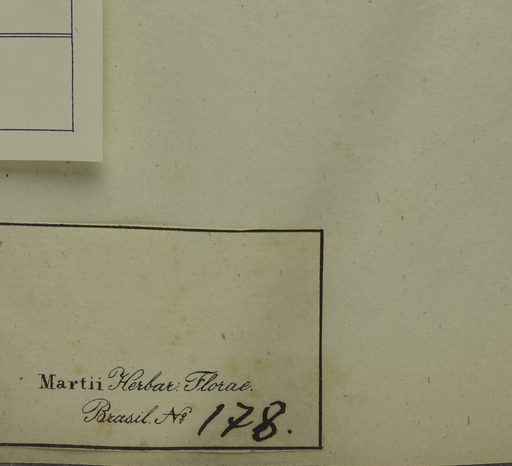 Martii Herbar. Florae.
Brasil. № 178.